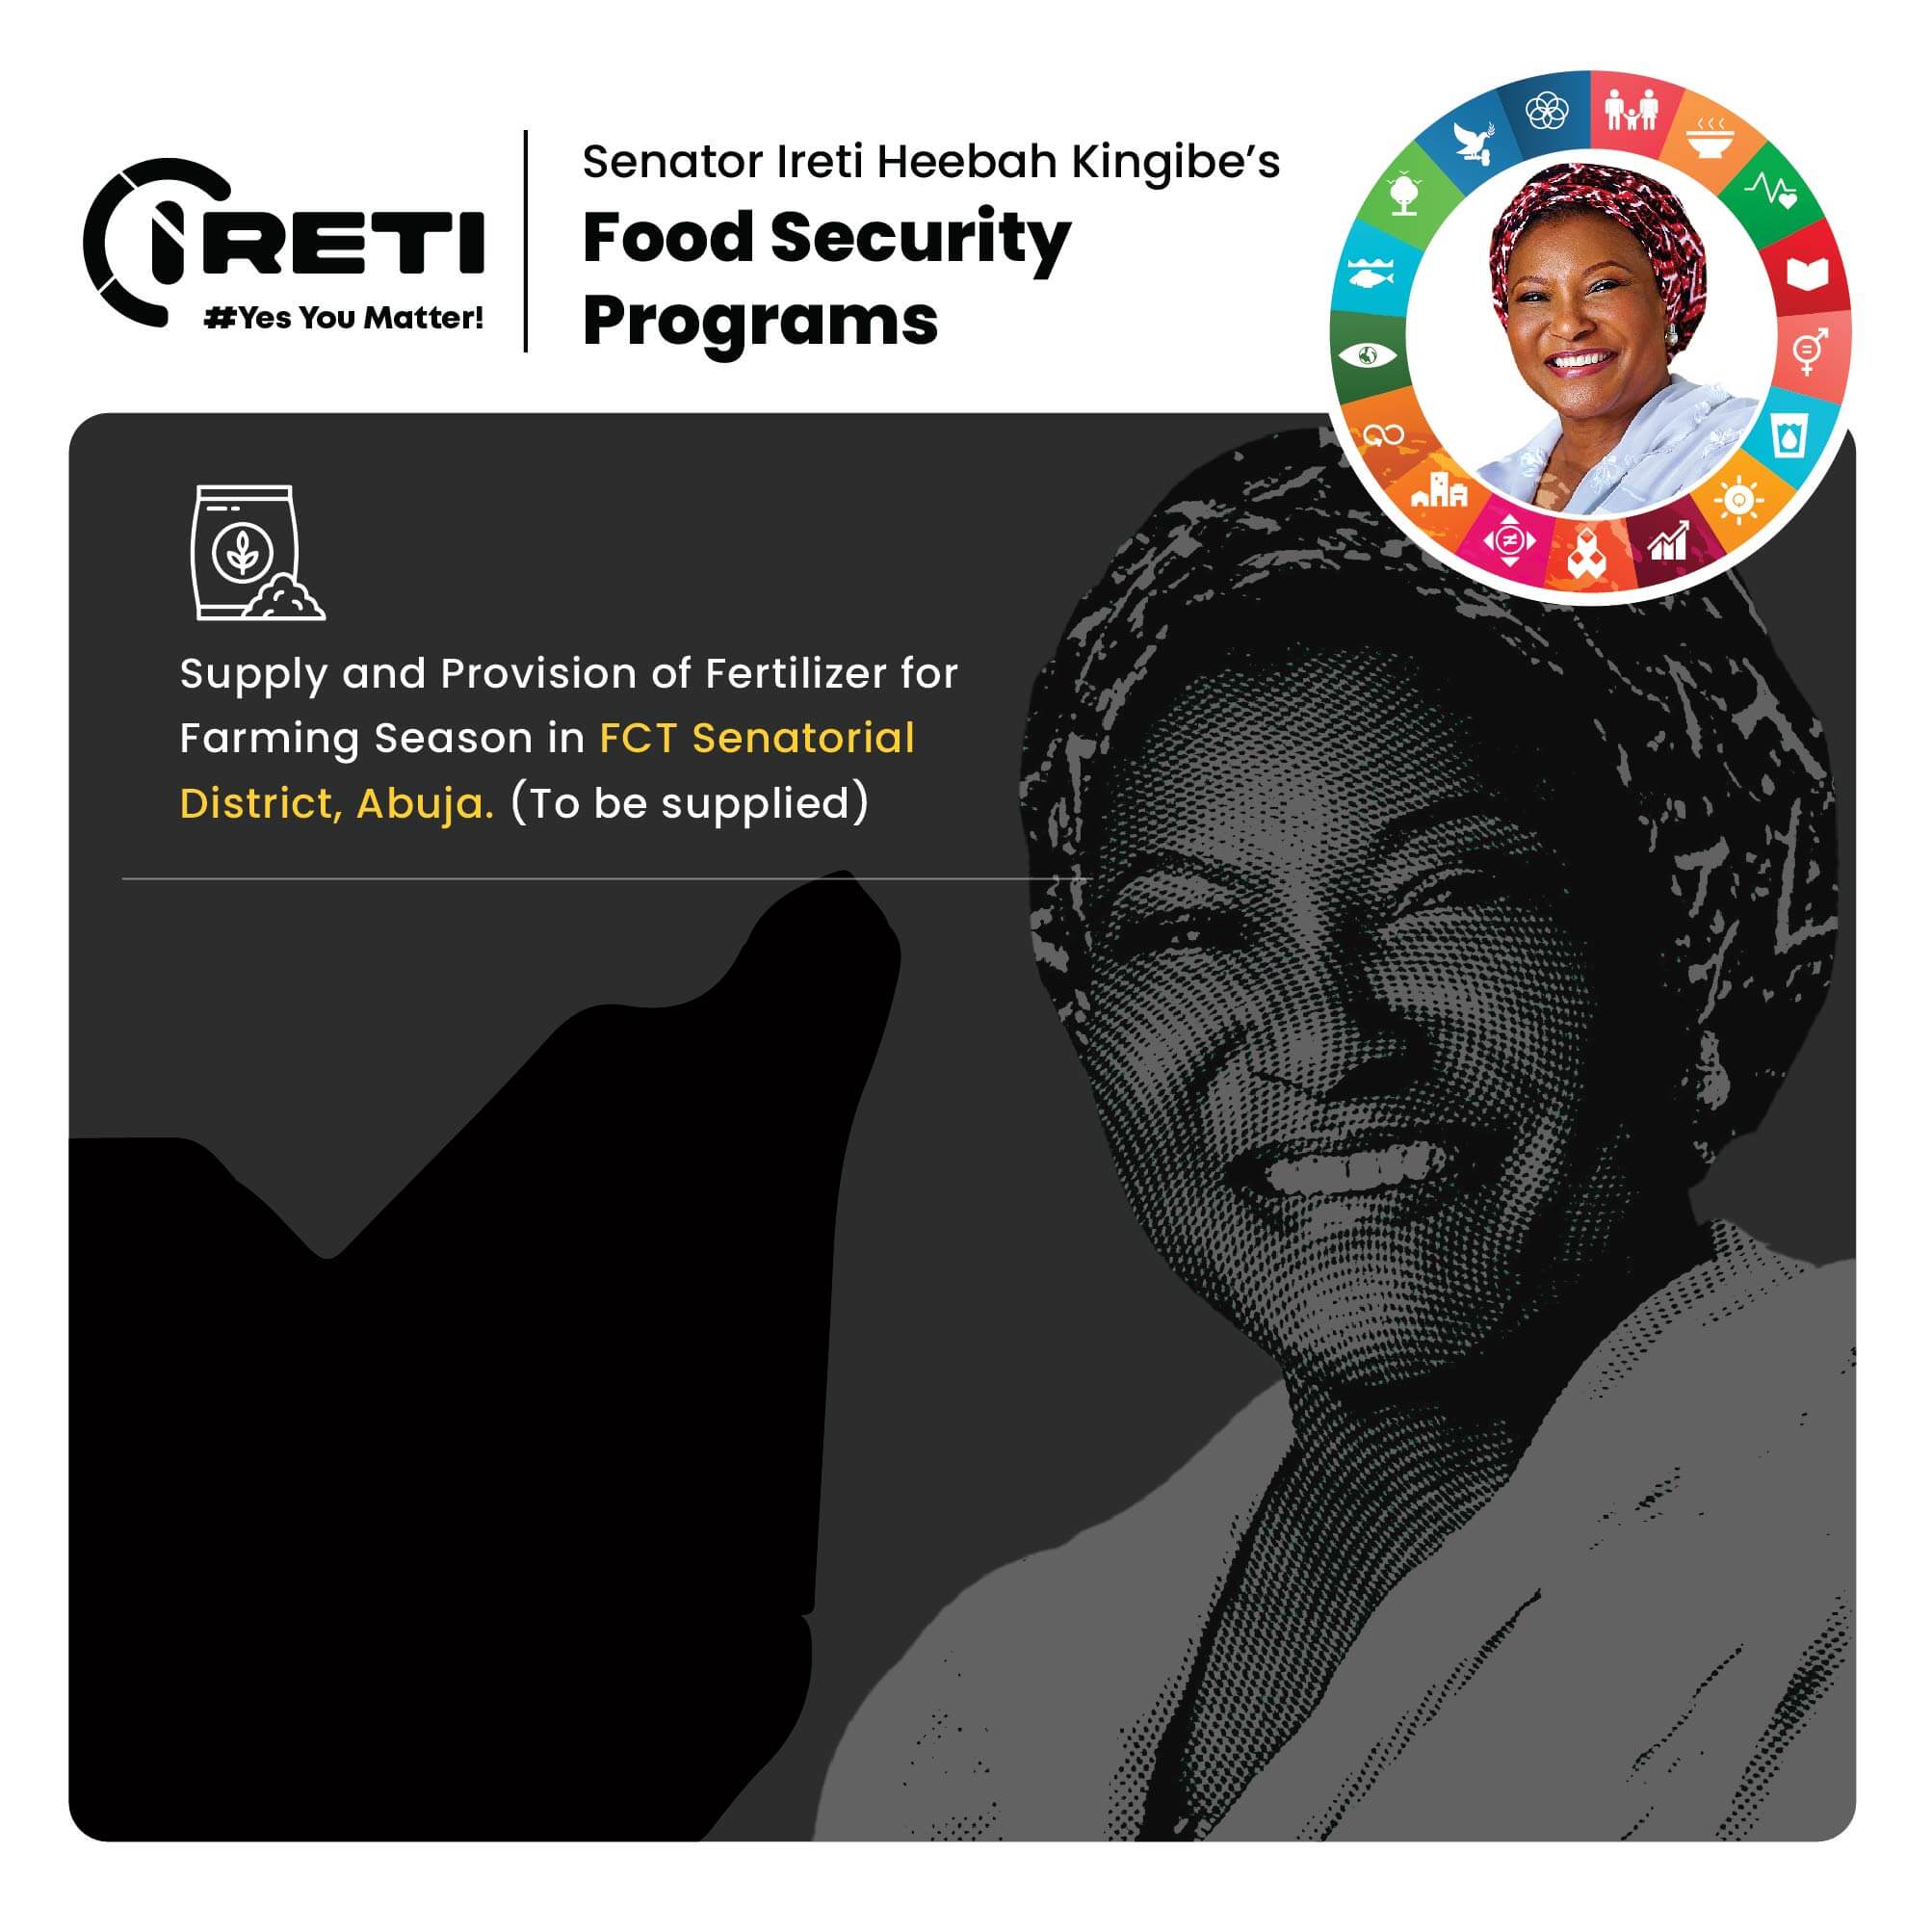 IRETI
#Yes You Matter!
Senator Ireti Heebah Kingibe’s
Food Security
Programs
Supply and Provision of Fertilizer for
Farming Season in FCT Senatorial
District, Abuja. (To be supplied)